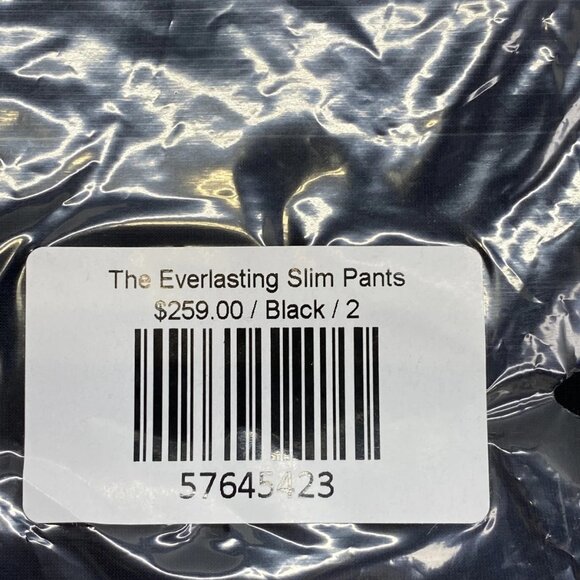 The Everlasting Slim Pants
$259.00 / Black / 2
57645423